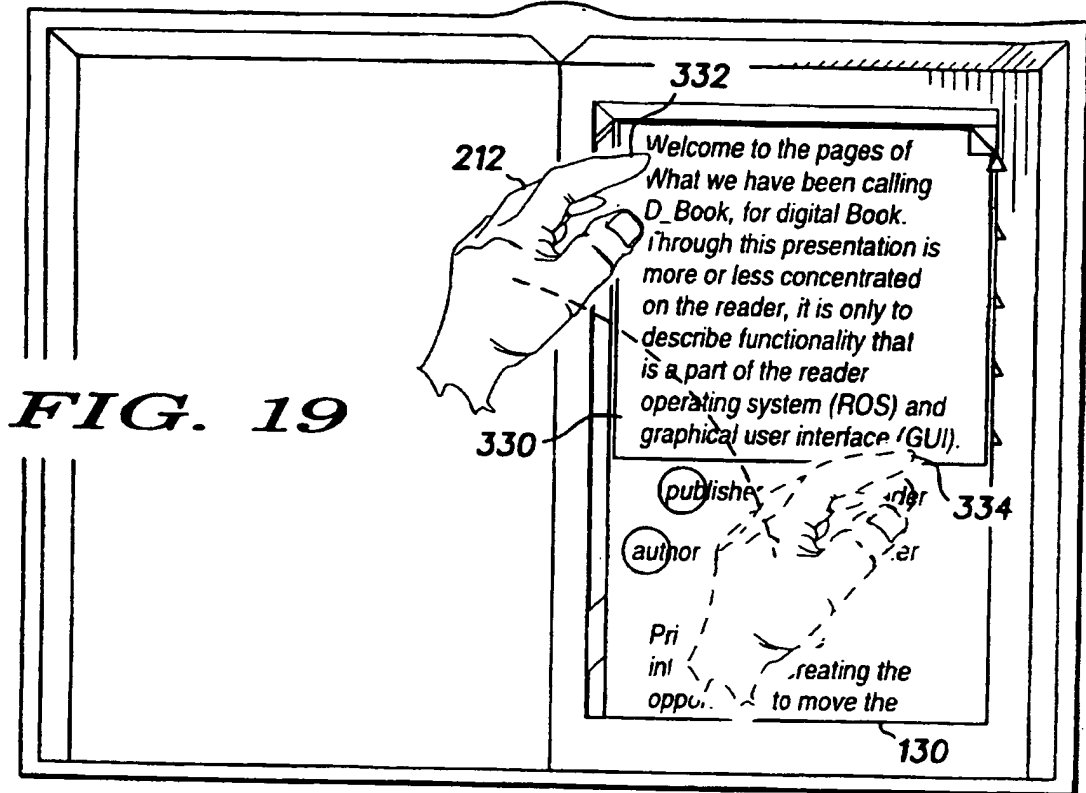 332
212
Welcome to the pages of
What we have been calling
D_Book, for digital Book.
Through this presentation is
more or less concentrated
on the reader, it is only to
describe functionality that
is a part of the reader
operating system (ROS) and
graphical user interface (GUI).
FIG. 19
330
334
author
to move the
130